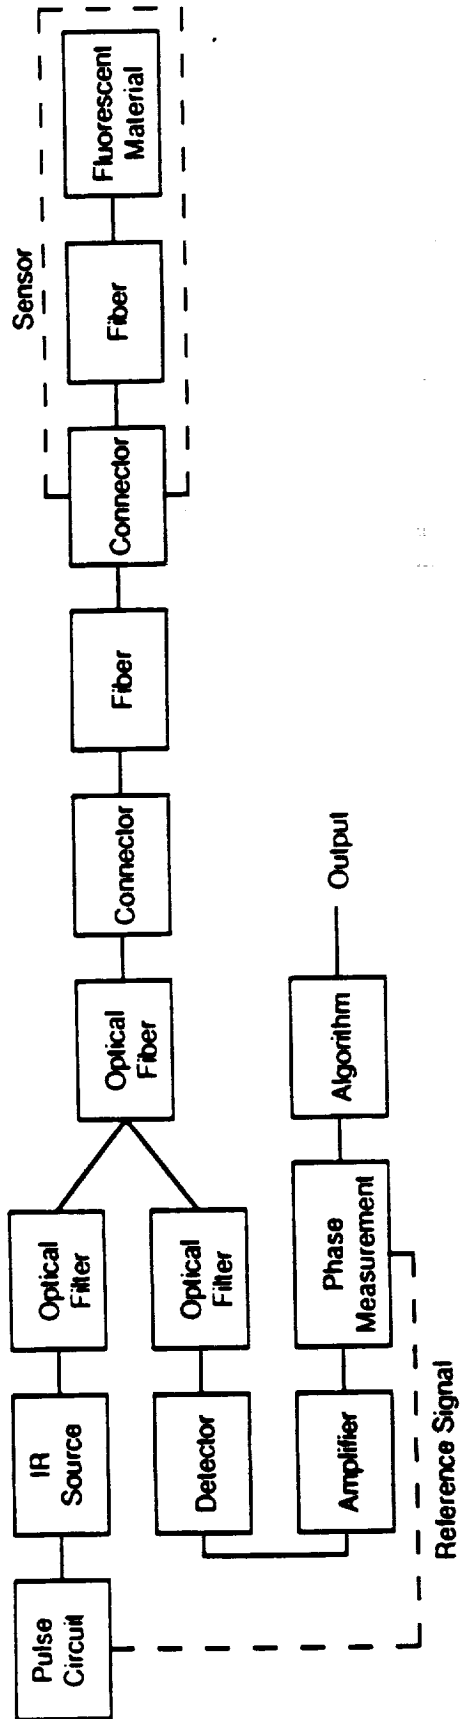 Pulse
Circuit
IR
Source
Optical
Filter
Detector
Optical
Filter
Amplifier
Phase
Measurement
Algorithm
Output
Reference Signal
Optical
Fiber
Connector
Fiber
Connector
Sensor
Fiber
Fluorescent
Material